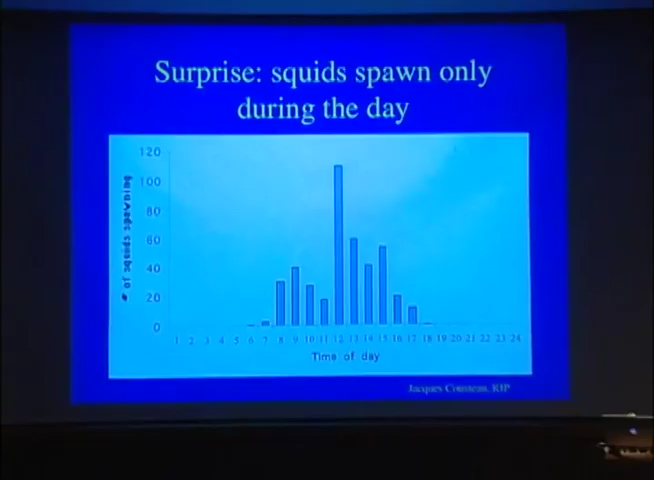 Surprise: squids spawn only
during the day
120
100
80
60
40
20
0
# of squids spawning
1 2 3 4 5 6 7 8 9 10 11 12 13 14 15 16 17 18 19 20 21 22 23 24
Time of day
Jacques Cousteau, RIP